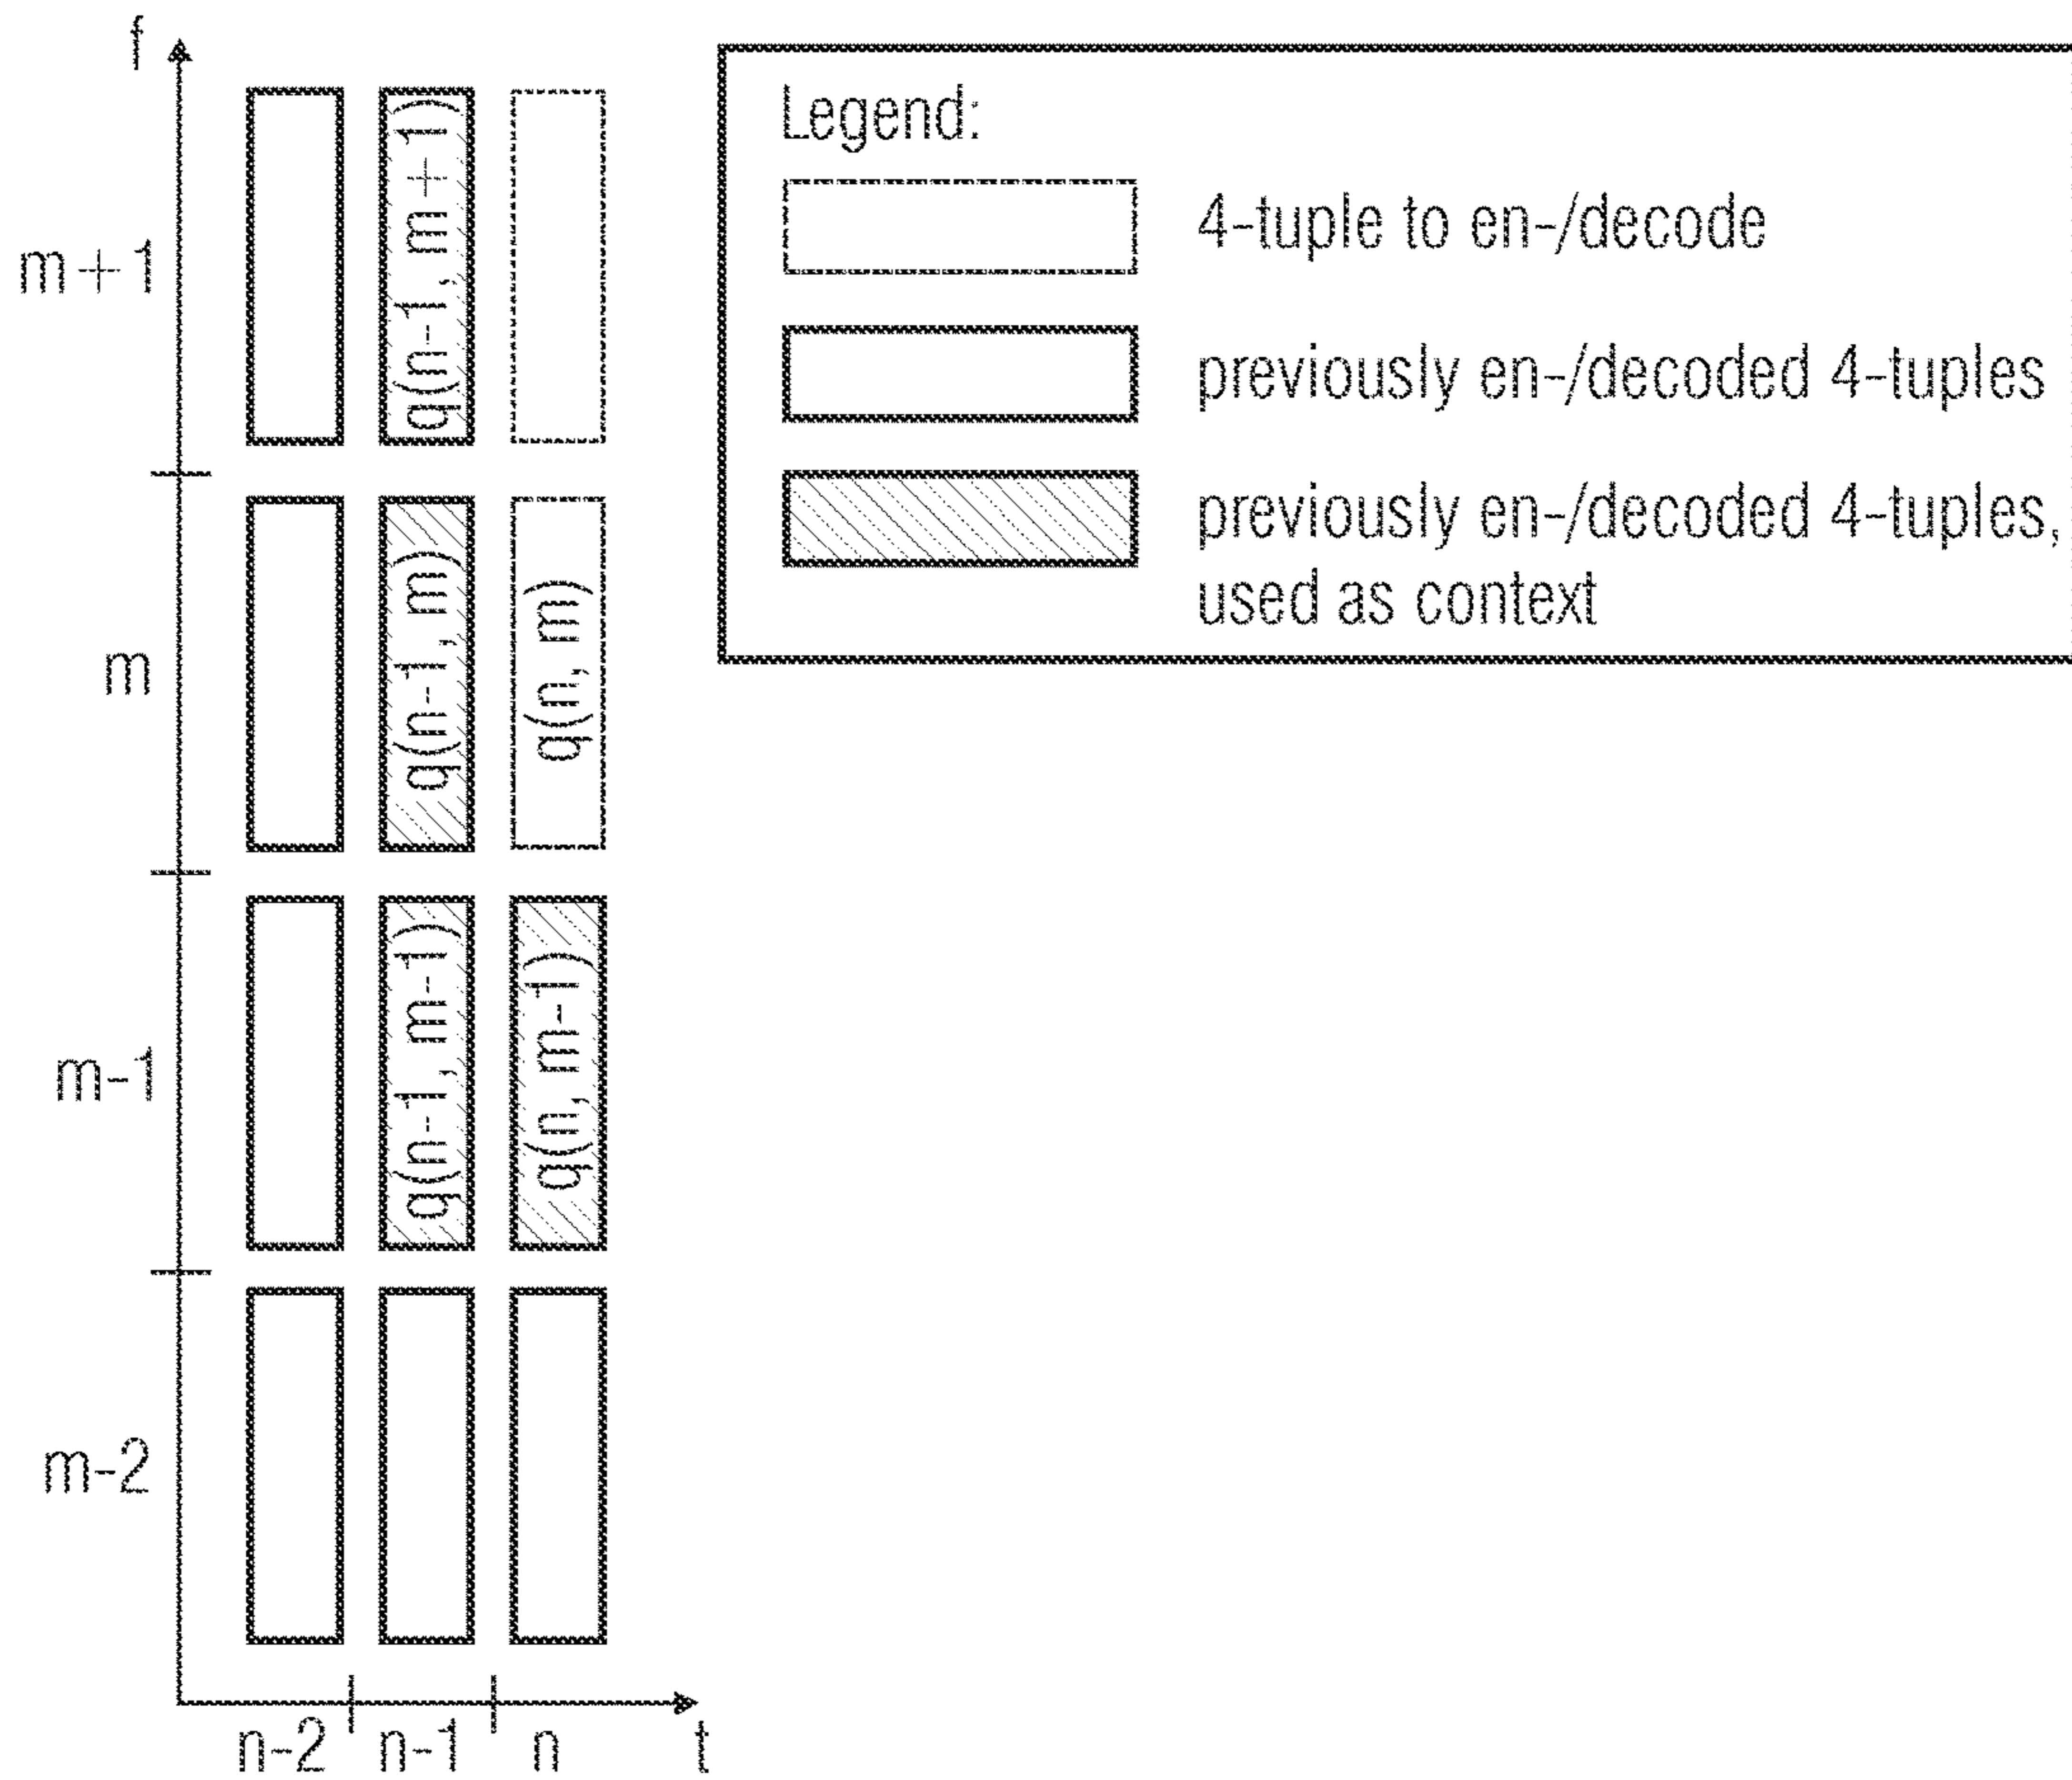 f
Legend:
4-tuple to en-/decode
previously en-/decoded 4-tuples
previously en-/decoded 4-tuples,
used as context
m+1
q(n-1, m+1)
m
q(n-1, m)
q(n, m)
m-1
q(n-1, m-1)
q(n, m-1)
m-2
n-2
n-1
n
t